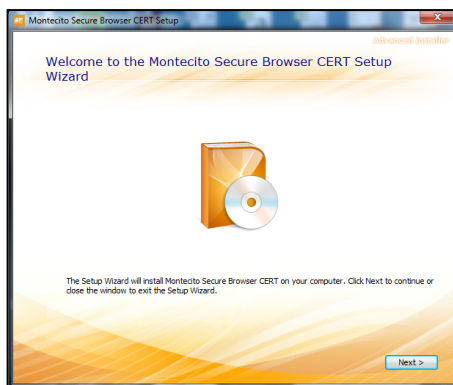 Montecito Secure Browser CERT Setup
Advanced Installer
Welcome to the Montecito Secure Browser CERT Setup
Wizard
The Setup Wizard will install Montecito Secure Browser CERT on your computer. Click Next to continue or
close the window to exit the Setup Wizard.
Next >